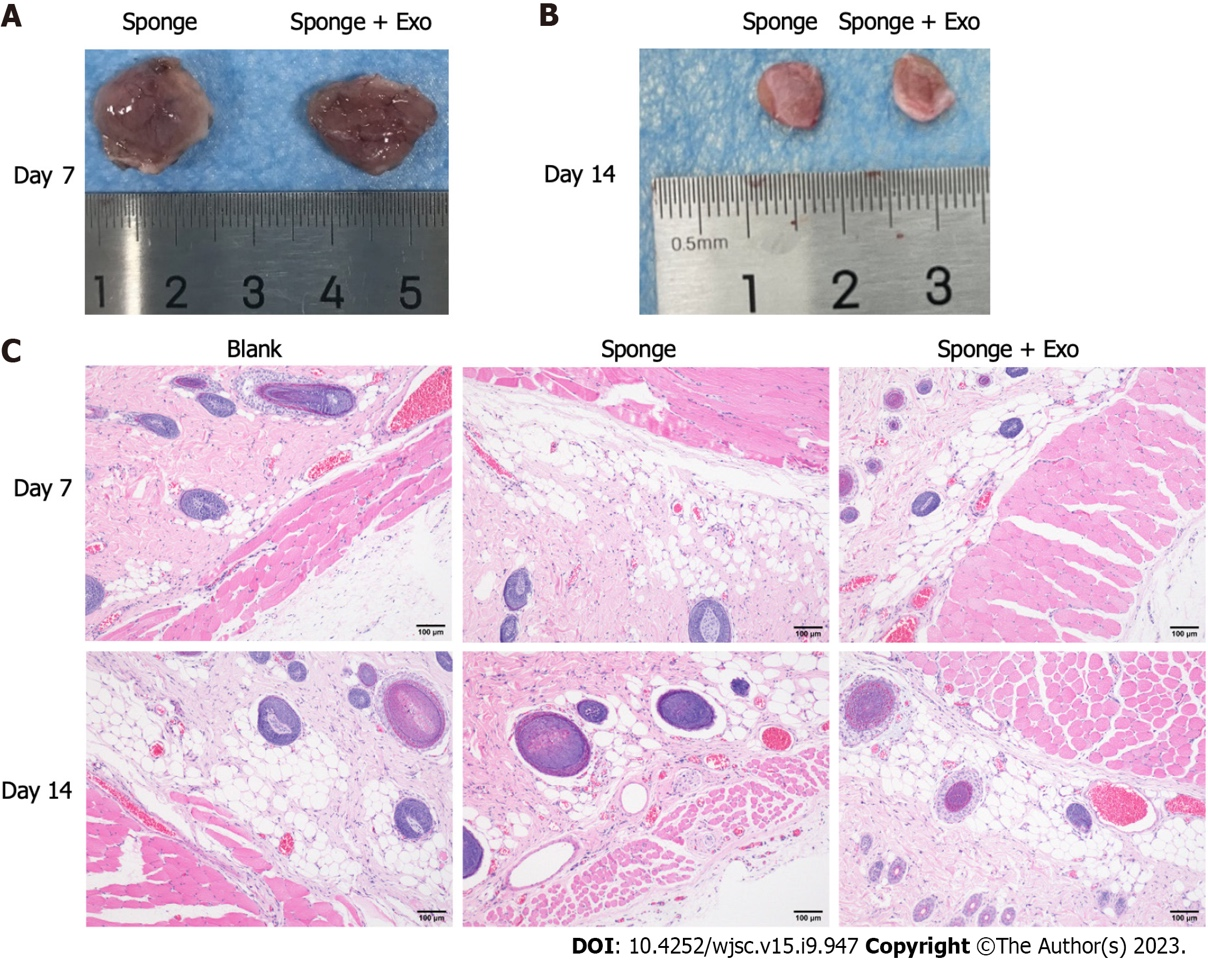 A
Sponge Sponge + Exo
Day 7
1 2 3 4 5
B
Sponge Sponge + Exo
Day 14
0.5mm
1 2 3
C
Blank Sponge Sponge + Exo
Day 7
100 µm 100 µm 100 µm
Day 14
100 µm 100 µm 100 µm
DOI: 10.4252/wjsc.v15.i9.947 Copyright ©The Author(s) 2023.